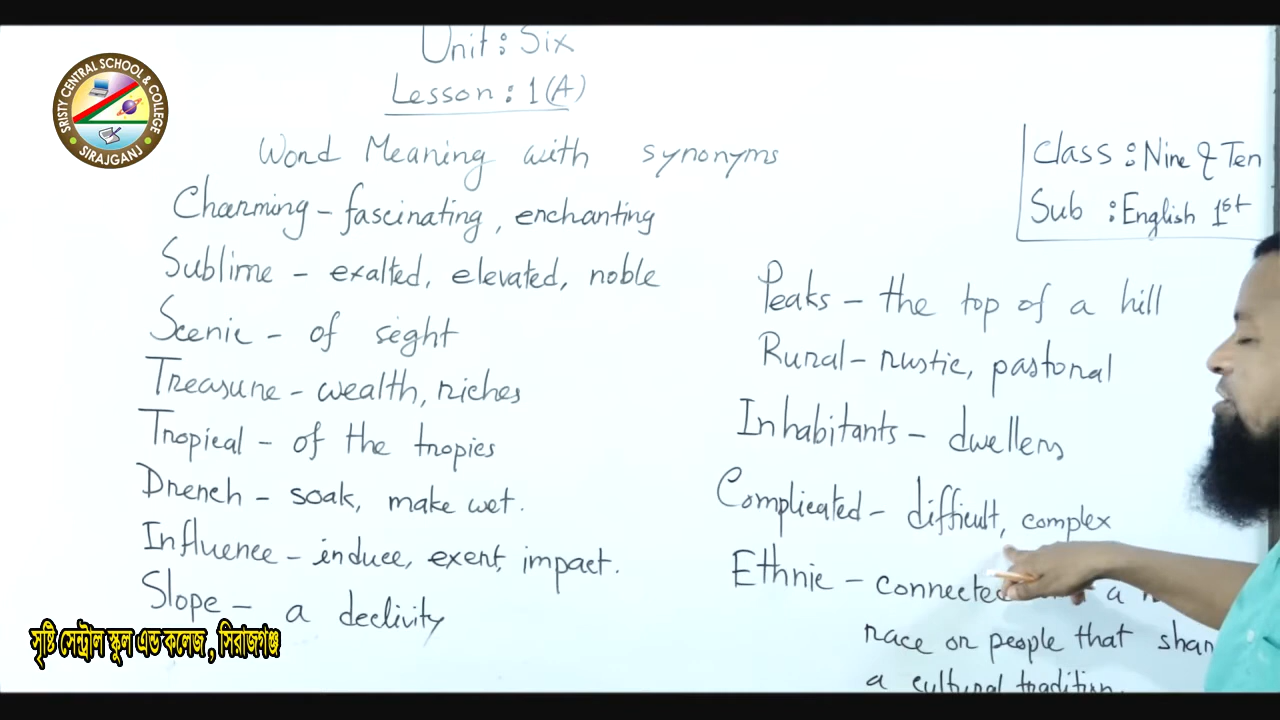 SRISTY CENTRAL SCHOOL & COLLEGE
SIRAJGANJ
Unit: Six
Lesson: 1(A)
Word Meaning with synonyms
Class: Nine & Ten
Sub : English 1st
Charming - fascinating, enchanting
Sublime - exalted, elevated, noble
Scenic - of sight
Treasure - wealth, riches
Tropical - of the tropics
Drench - soak, make wet.
Influence - induce, exert, impact.
Slope - a declivity
Peaks - the top of a hill
Rural - rustic, pastoral
Inhabitants - dwellers
Complicated - difficult, complex
Ethnic - connected a
race or people that
a cultural tradition
সৃষ্টি সেন্ট্রাল স্কুল এন্ড কলেজ, সিরাজগঞ্জ